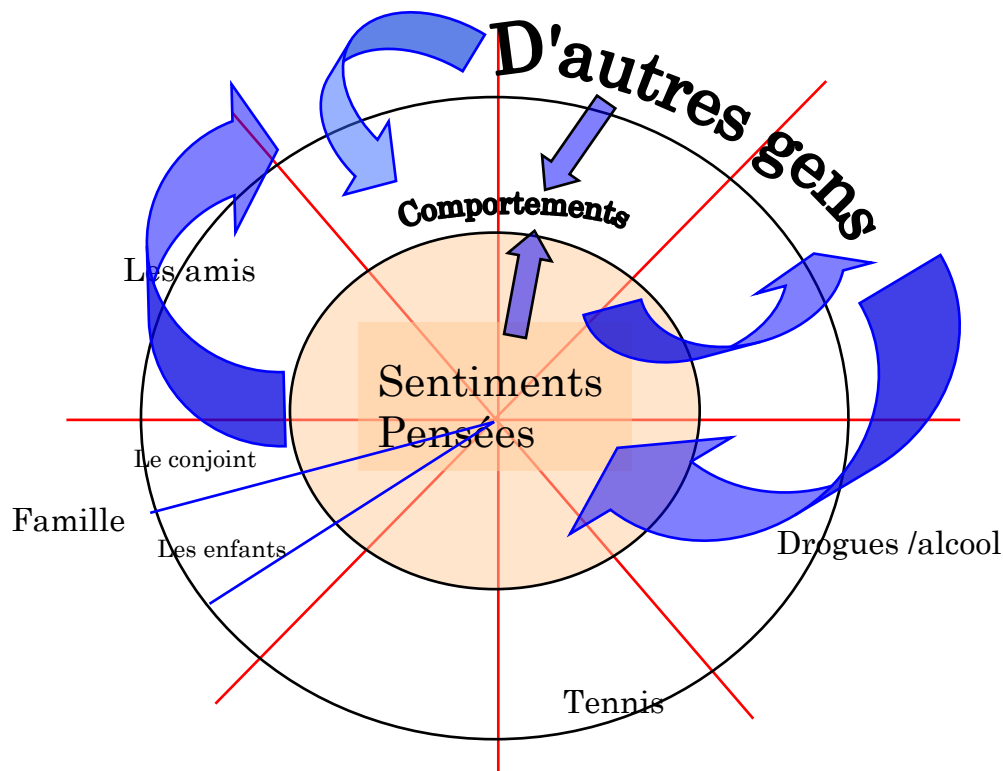 D'autres gens
Comportements
Les amis
Sentiments
Pensées
Le conjoint
Famille
Les enfants
Drogues /alcool
Tennis